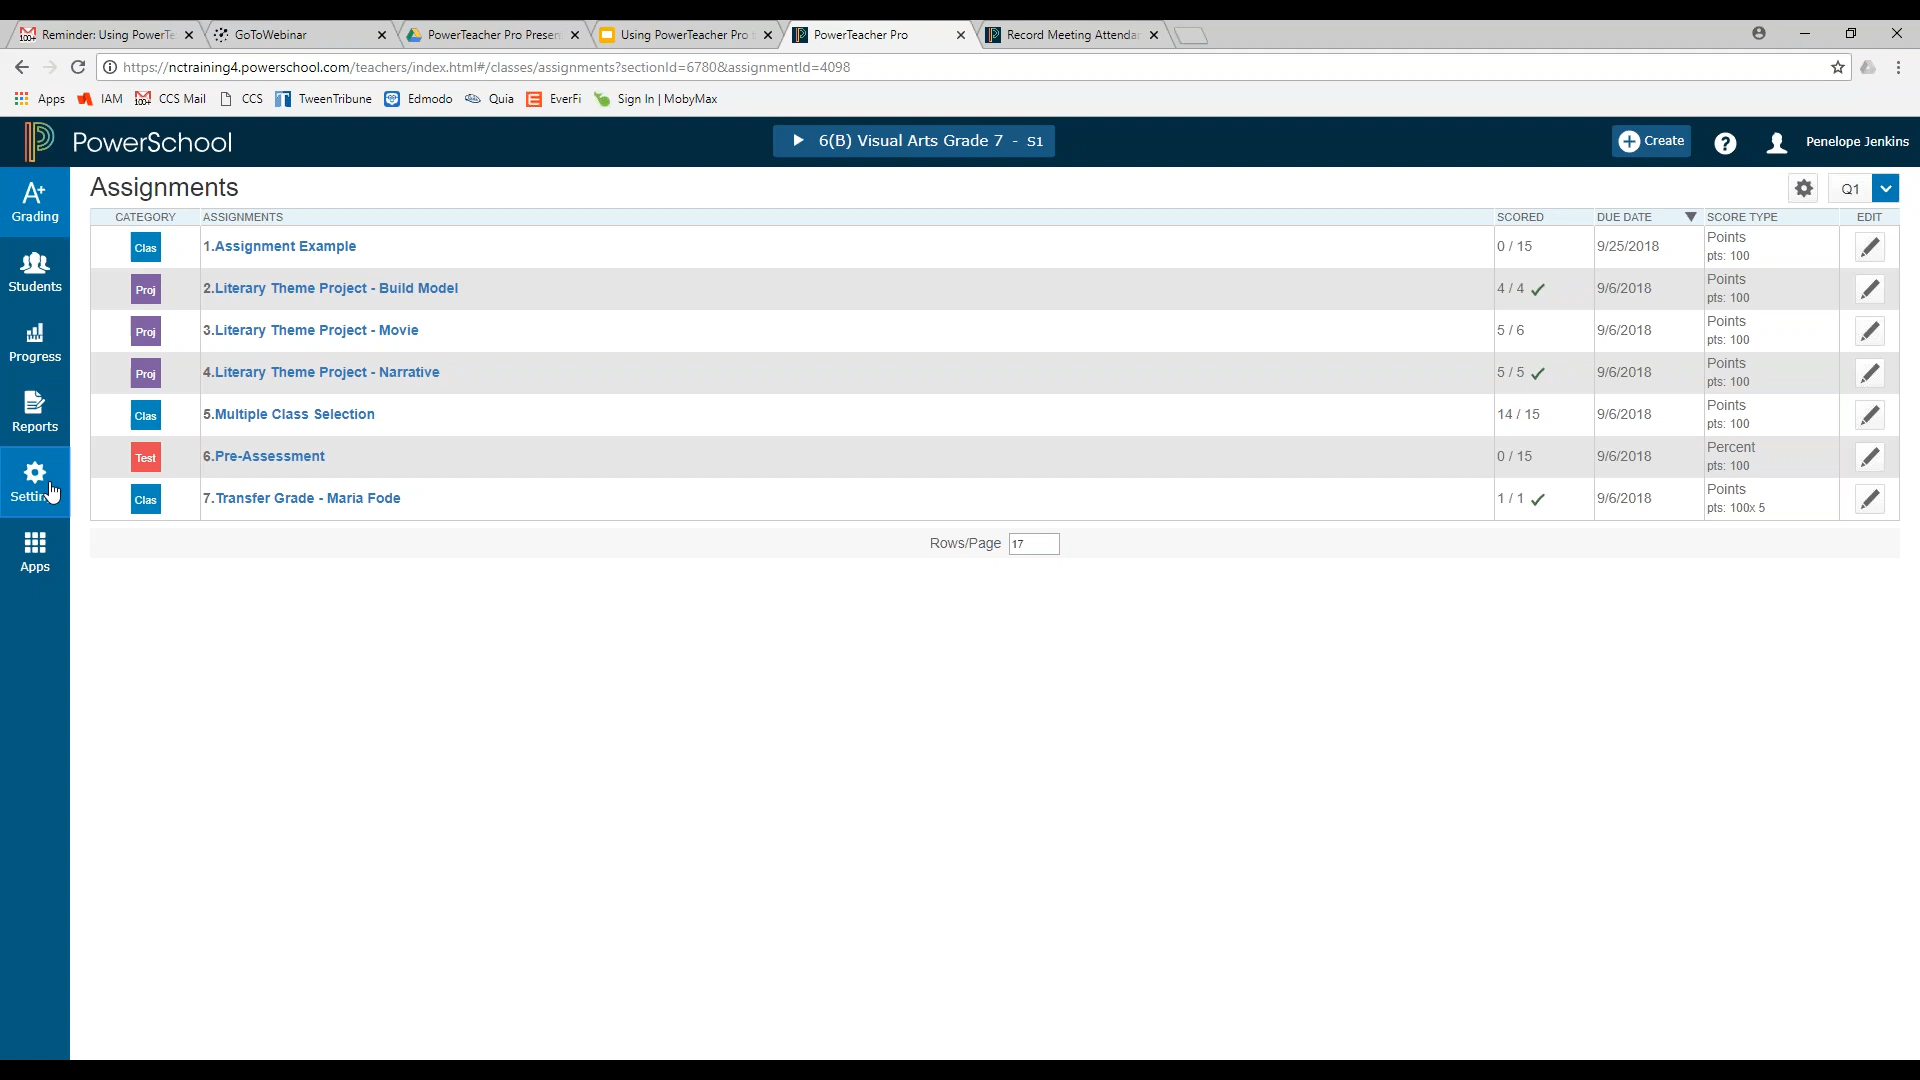 Reminder: Using PowerTe
GoToWebinar
PowerTeacher Pro Presen
Using PowerTeacher Pro t
PowerTeacher Pro
Record Meeting Attendan
https://nctraining4.powerschool.com/teachers/index.html#/classes/assignments?sectionId=6780&assignmentId=4098
Apps
IAM
CCS Mail
CCS
TweenTribune
Edmodo
Quia
EverFi
Sign In | MobyMax
PowerSchool
6(B) Visual Arts Grade 7 - S1
Create
Penelope Jenkins
Grading
Students
Progress
Reports
Settin
Apps
Assignments
Q1
CATEGORY ASSIGNMENTS SCORED DUE DATE SCORE TYPE EDIT
Clas 1.Assignment Example 0 / 15 9/25/2018 Points
pts: 100
Proj 2.Literary Theme Project - Build Model 4 / 4 9/6/2018 Points
pts: 100
Proj 3.Literary Theme Project - Movie 5 / 6 9/6/2018 Points
pts: 100
Proj 4.Literary Theme Project - Narrative 5 / 5 9/6/2018 Points
pts: 100
Clas 5.Multiple Class Selection 14 / 15 9/6/2018 Points
pts: 100
Test 6.Pre-Assessment 0 / 15 9/6/2018 Percent
pts: 100
Clas 7.Transfer Grade - Maria Fode 1 / 1 9/6/2018 Points
pts: 100x 5
Rows/Page 17